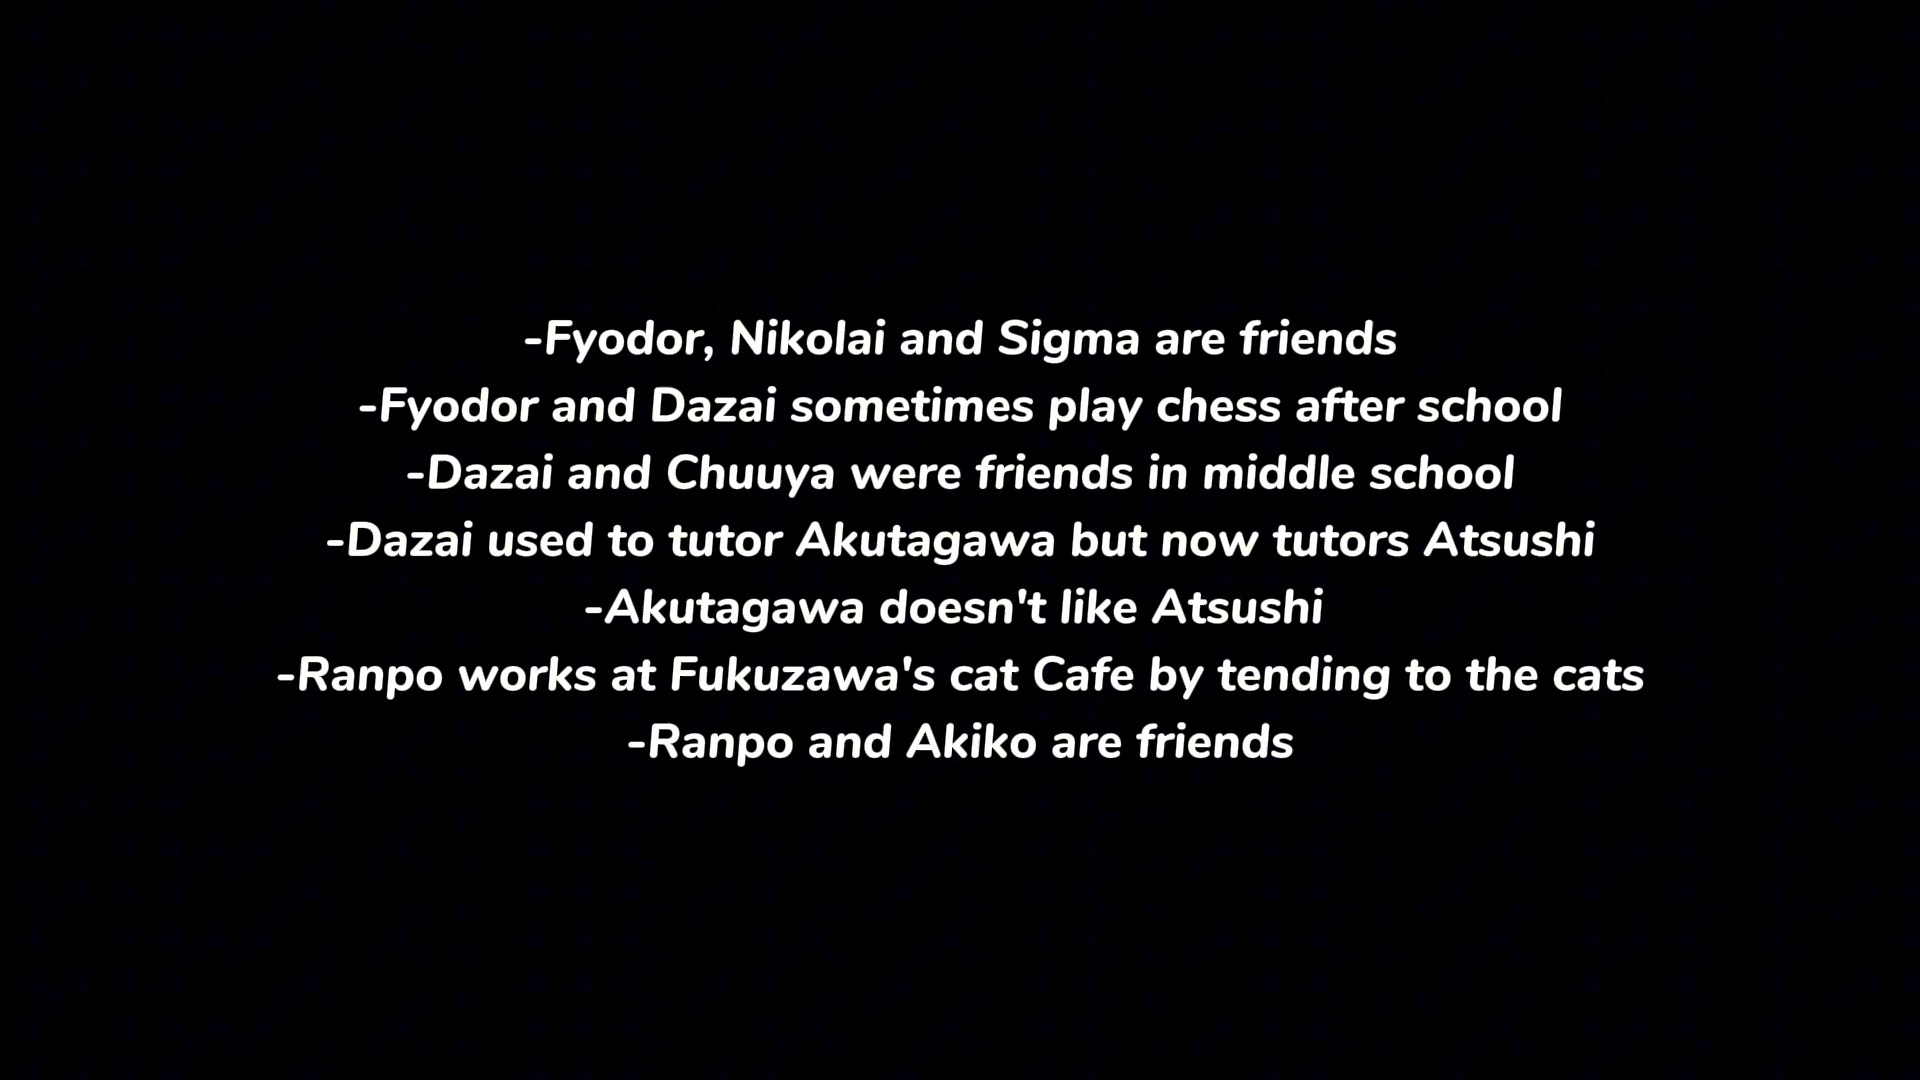 -Fyodor, Nikolai and Sigma are friends
-Fyodor and Dazai sometimes play chess after school
-Dazai and Chuuya were friends in middle school
-Dazai used to tutor Akutagawa but now tutors Atsushi
-Akutagawa doesn't like Atsushi
-Ranpo works at Fukuzawa's cat Cafe by tending to the cats
-Ranpo and Akiko are friends